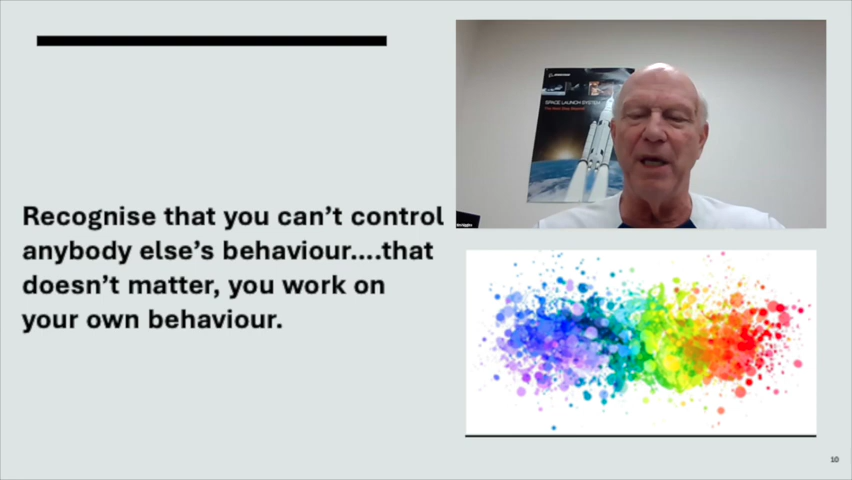 Recognise that you can’t control
anybody else’s behaviour....that
doesn’t matter, you work on
your own behaviour.
SPACE LAUNCH SYSTEM
10